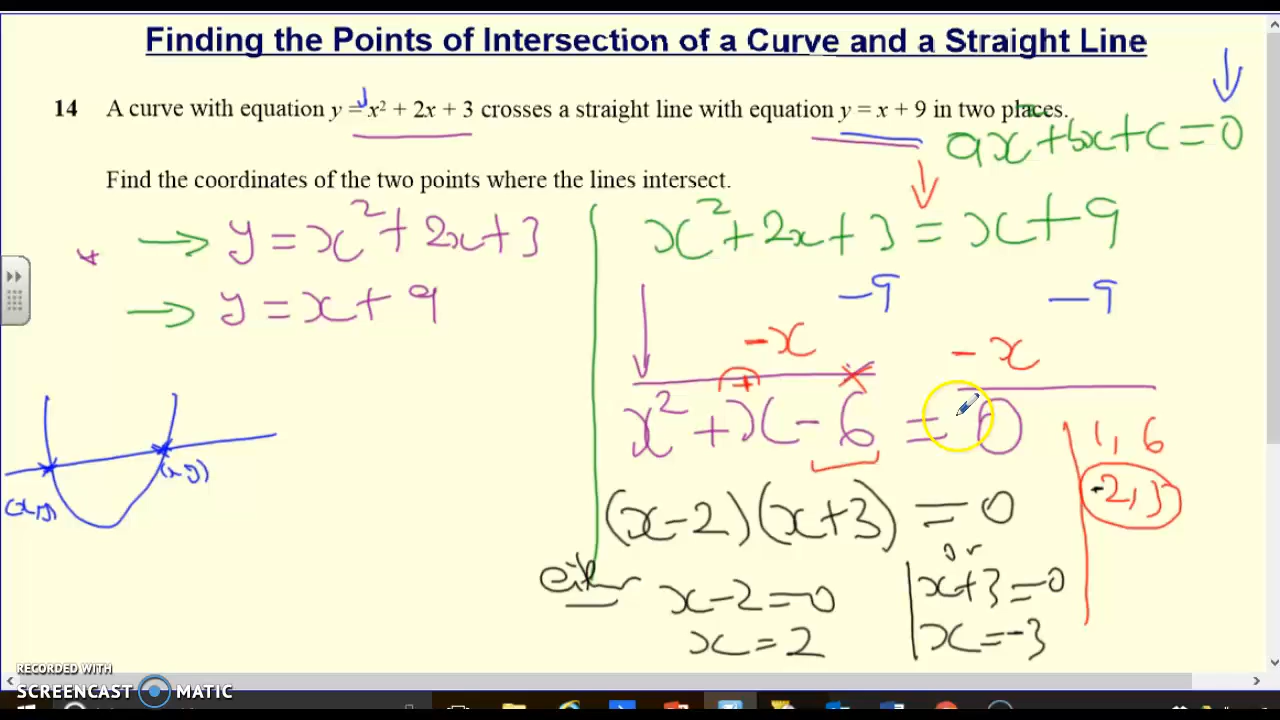 Finding the Points of Intersection of a Curve and a Straight Line
14 A curve with equation y = x² + 2x + 3 crosses a straight line with equation y = x + 9 in two places.
ax²+bx+c=0
Find the coordinates of the two points where the lines intersect.
→ y=x²+2x+3
→ y=x+9
x²+2x+3=x+9
-9 -9
-x -x
+ ×
x²+x-6=0
1, 6
-2, 3
(x-2)(x+3)=0
either x-2=0
x=2
or
x+3=0
x=-3
(x,y)
(x,y)
RECORDED WITH
SCREENCAST MATIC